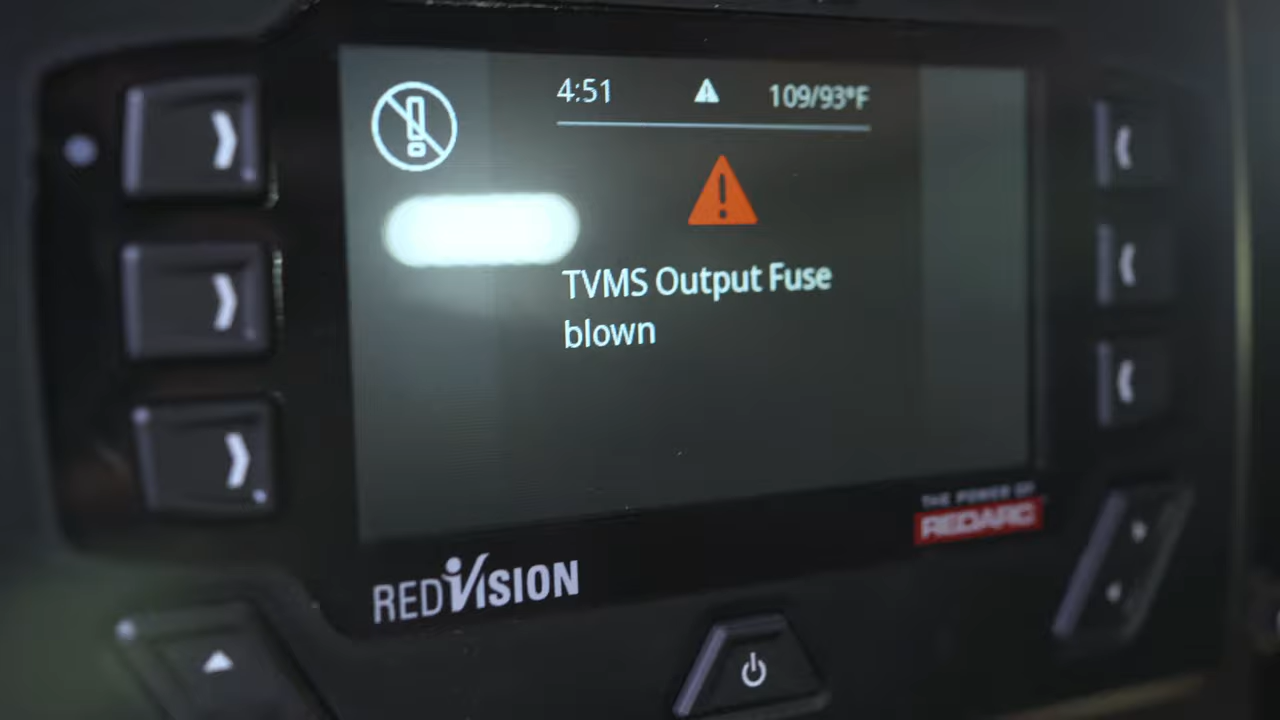 4:51
109/93°F
TVMS Output Fuse
blown
THE POWER OF
REDARC
REDVISION